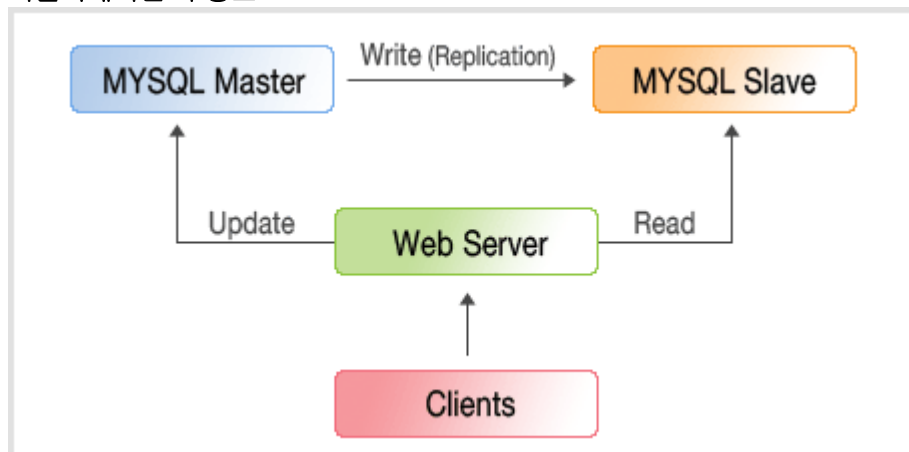 MYSQL Master
Write (Replication)
MYSQL Slave
Update
Web Server
Read
Clients